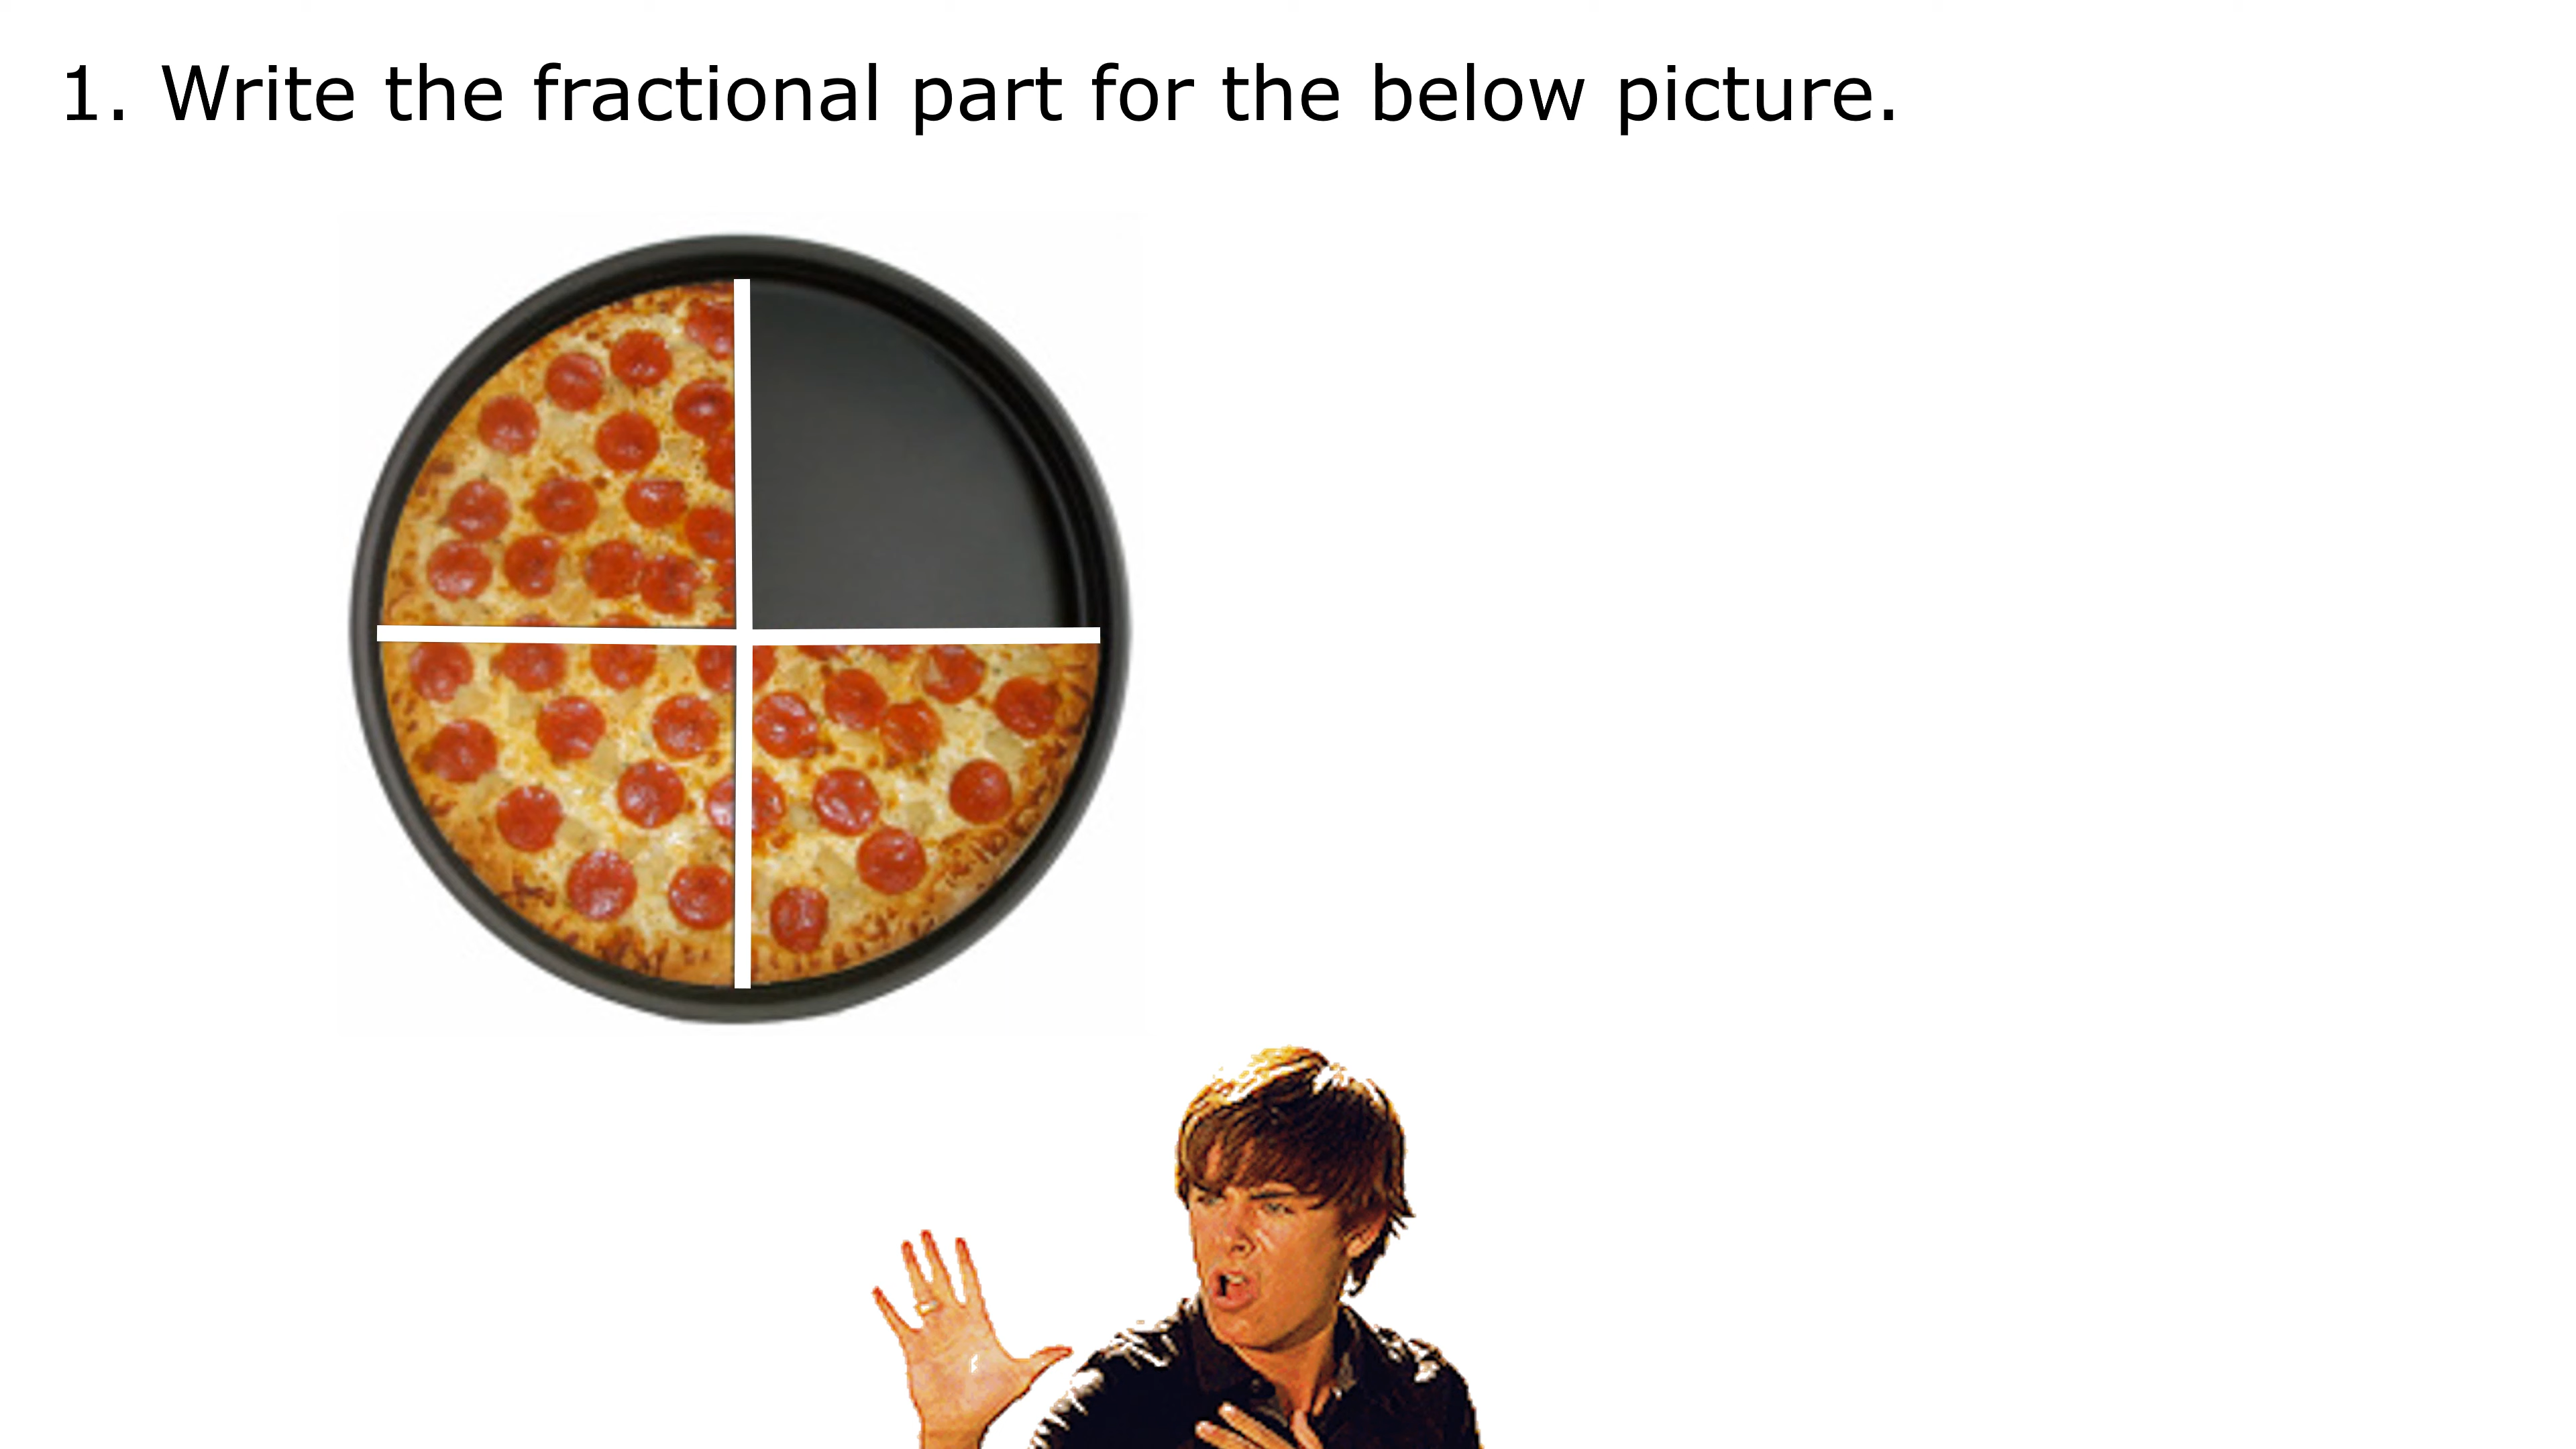 1. Write the fractional part for the below picture.